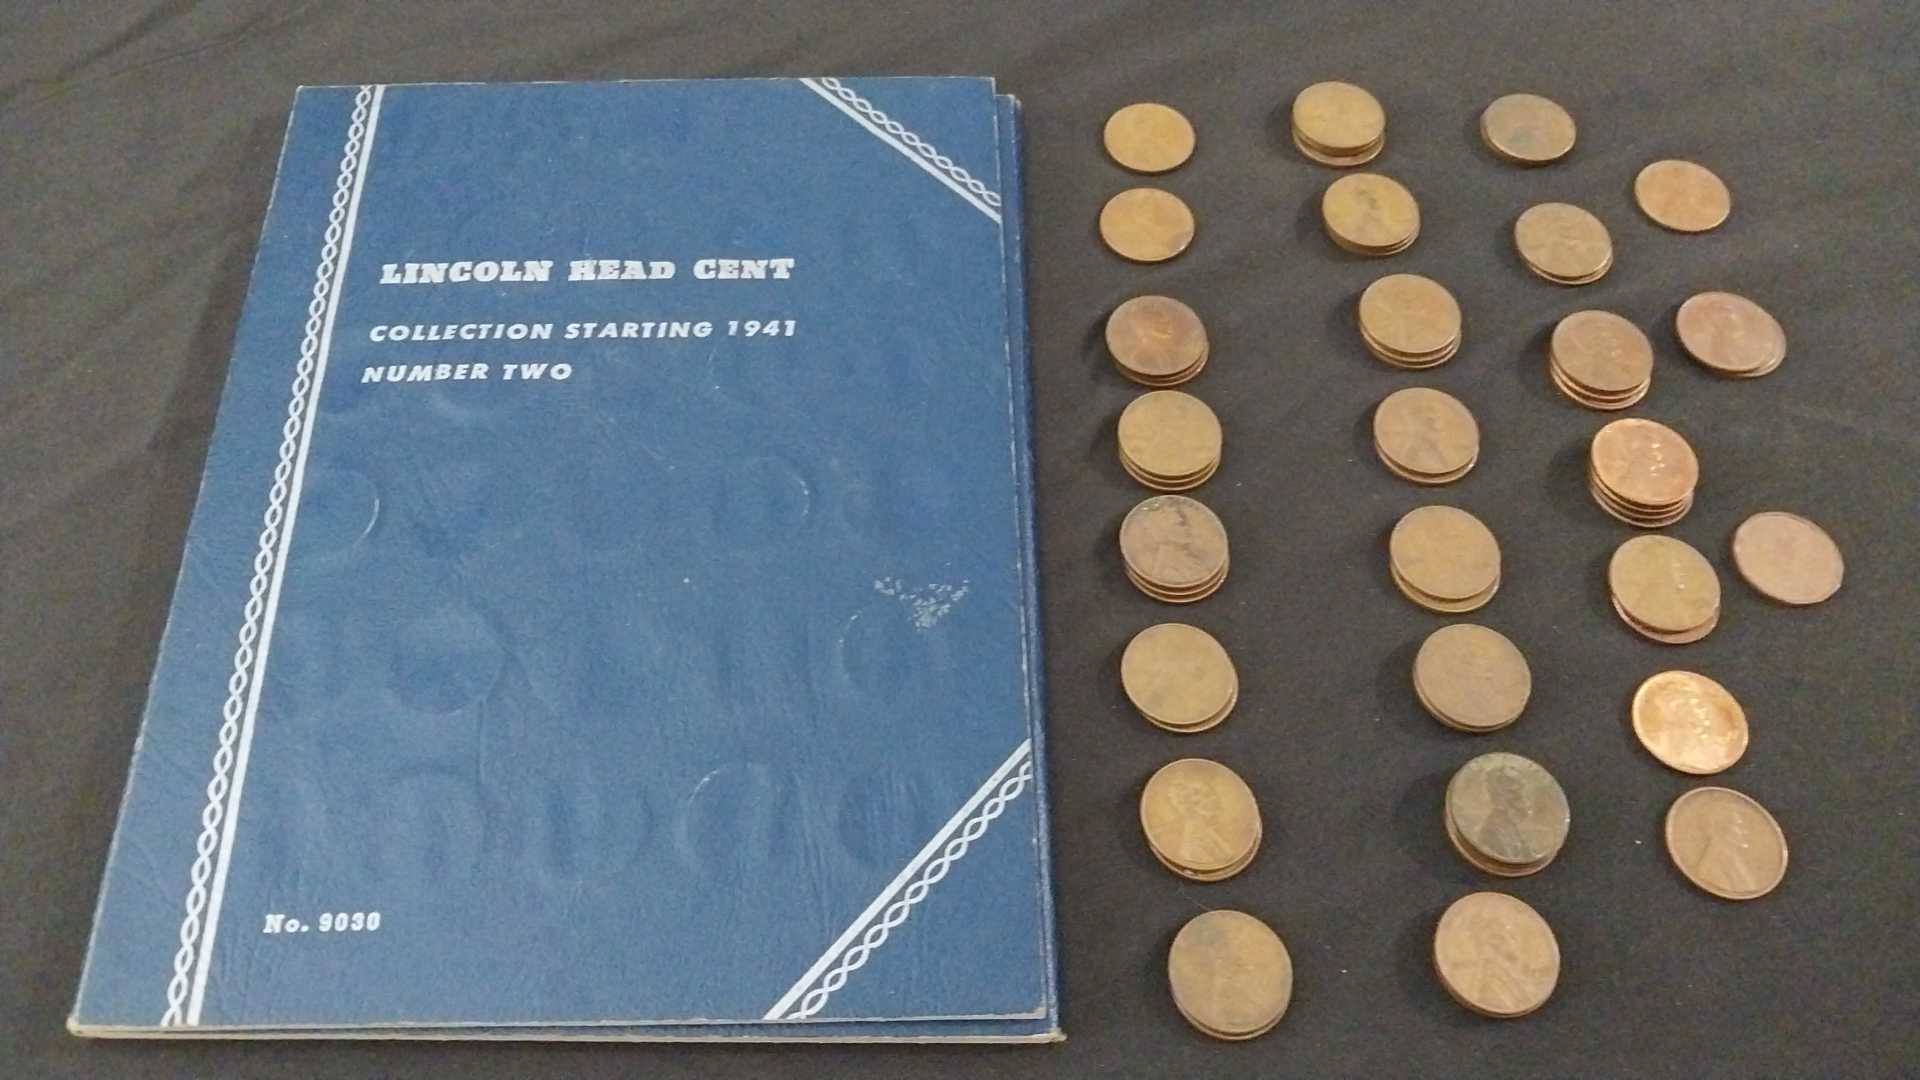 LINCOLN HEAD CENT
COLLECTION STARTING 1941
NUMBER TWO
No. 9030